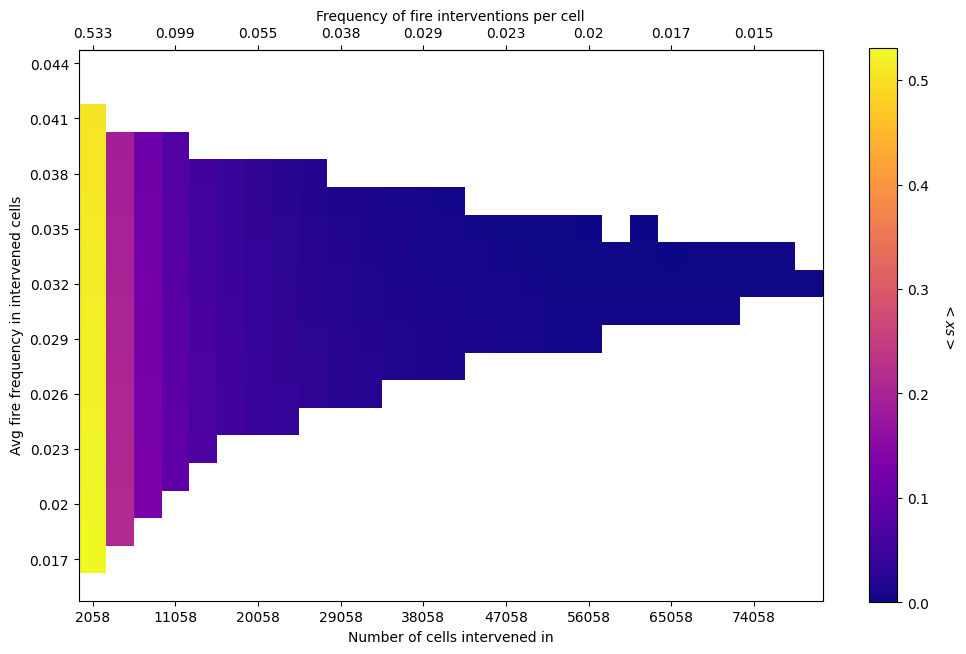 Frequency of fire interventions per cell
0.533 0.099 0.055 0.038 0.029 0.023 0.02 0.017 0.015
0.044
0.041
0.038
0.035
0.032
0.029
0.026
0.023
0.02
0.017
Avg fire frequency in intervened cells
2058 11058 20058 29058 38058 47058 56058 65058 74058
Number of cells intervened in
0.5
0.4
0.3
0.2
0.1
0.0
< sx >